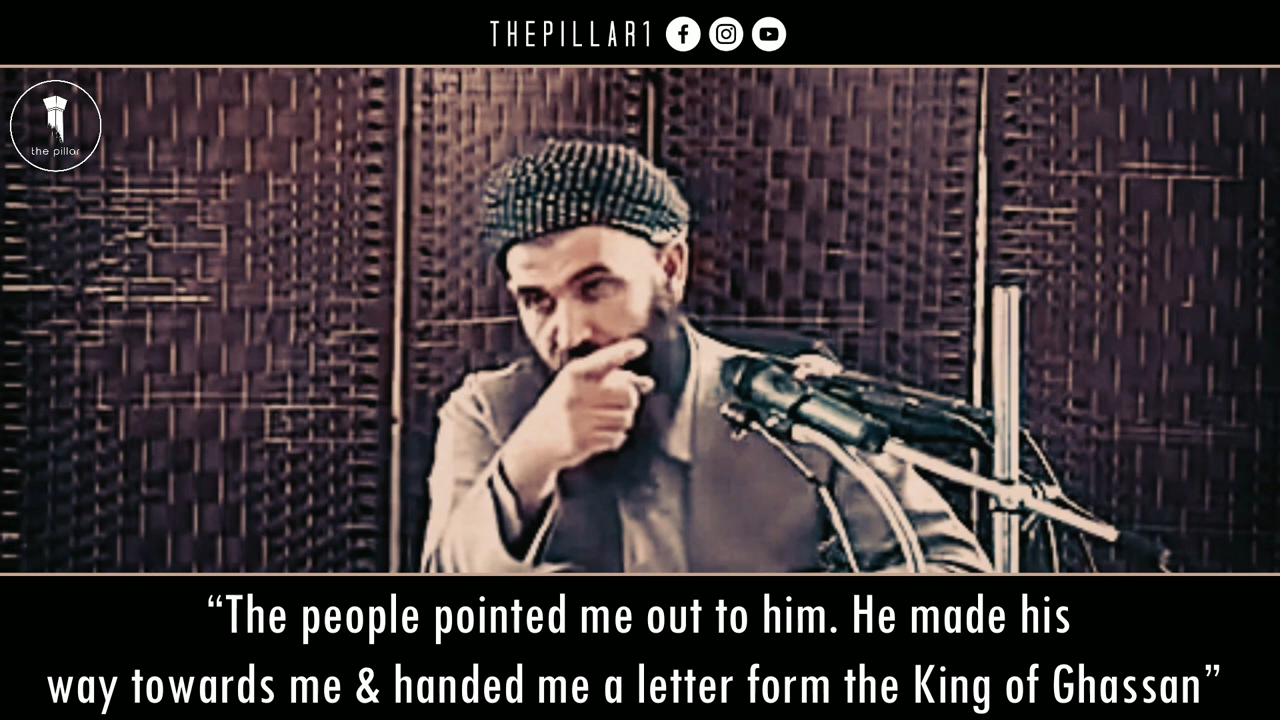 THEPILLAR1
the pillar
“The people pointed me out to him. He made his
way towards me & handed me a letter form the King of Ghassan”